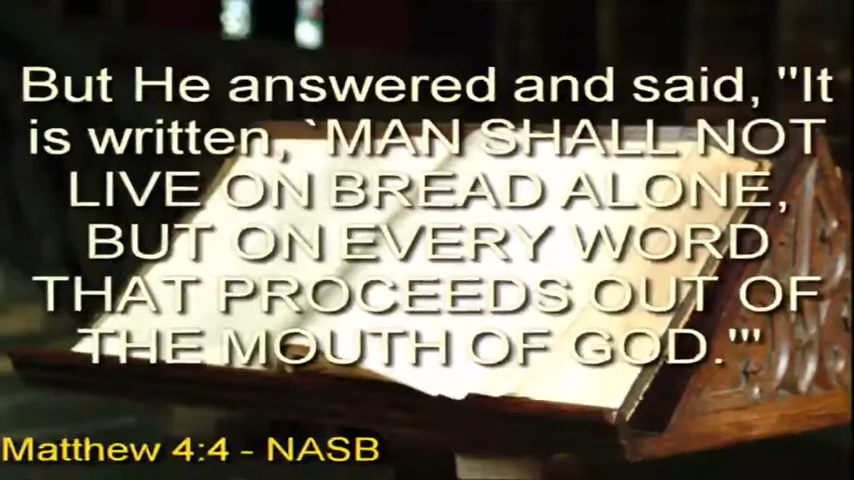 But He answered and said, "It
is written, `MAN SHALL NOT
LIVE ON BREAD ALONE,
BUT ON EVERY WORD
THAT PROCEEDS OUT OF
THE MOUTH OF GOD.'"
Matthew 4:4 - NASB